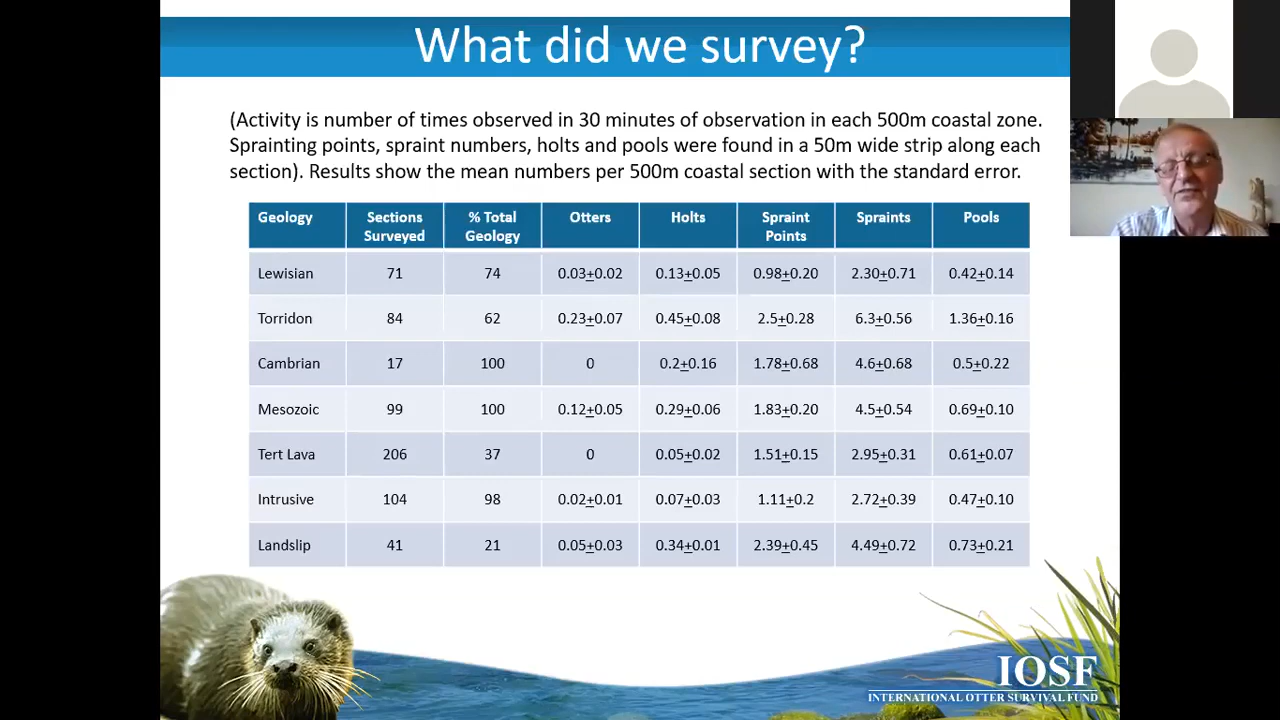 What did we survey?
(Activity is number of times observed in 30 minutes of observation in each 500m coastal zone.
Sprainting points, spraint numbers, holts and pools were found in a 50m wide strip along each
section). Results show the mean numbers per 500m coastal section with the standard error.
Geology Sections Surveyed % Total Geology Otters Holts Spraint Points Spraints Pools
Lewisian 71 74 0.03±0.02 0.13±0.05 0.98±0.20 2.30±0.71 0.42±0.14
Torridon 84 62 0.23±0.07 0.45±0.08 2.5±0.28 6.3±0.56 1.36±0.16
Cambrian 17 100 0 0.2±0.16 1.78±0.68 4.6±0.68 0.5±0.22
Mesozoic 99 100 0.12±0.05 0.29±0.06 1.83±0.20 4.5±0.54 0.69±0.10
Tert Lava 206 37 0 0.05±0.02 1.51±0.15 2.95±0.31 0.61±0.07
Intrusive 104 98 0.02±0.01 0.07±0.03 1.11±0.2 2.72±0.39 0.47±0.10
Landslip 41 21 0.05±0.03 0.34±0.01 2.39±0.45 4.49±0.72 0.73±0.21
IOSF
INTERNATIONAL OTTER SURVIVAL FUND